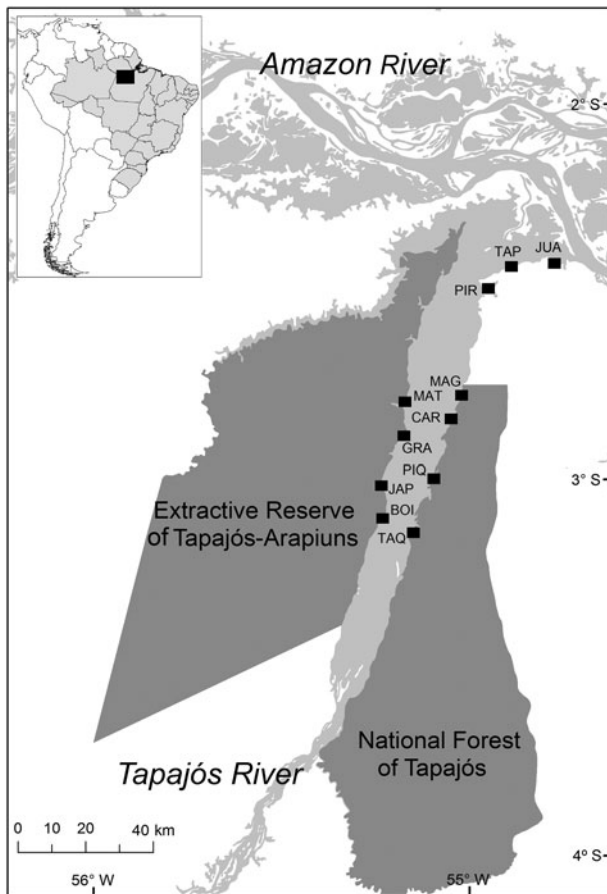 Amazon River
2° S
JUA
TAP
PIR
MAG
MAT
CAR
GRA
PIQ
3° S
JAP
Extractive Reserve
of Tapajós-Arapiuns
BOI
TAQ
National Forest
of Tapajós
Tapajós River
0 10 20 40 km
4° S
56° W
55° W